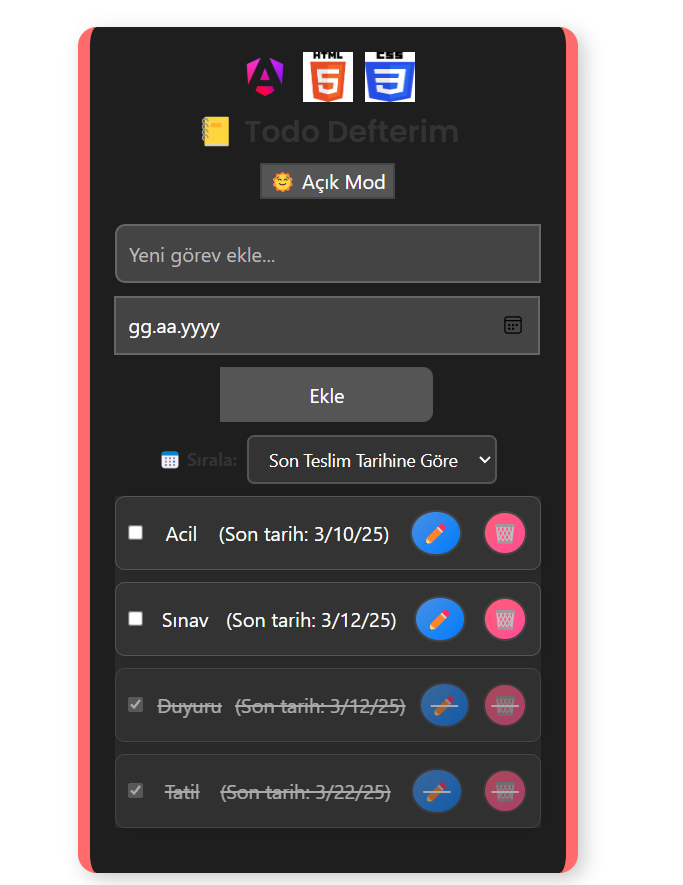 HTML CSS
Todo Defterim
Açık Mod
Yeni görev ekle...
gg.aa.yyyy
Ekle
Sırala: Son Teslim Tarihine Göre
Acil (Son tarih: 3/10/25)
Sınav (Son tarih: 3/12/25)
Duyuru (Son tarih: 3/12/25)
Tatil (Son tarih: 3/22/25)